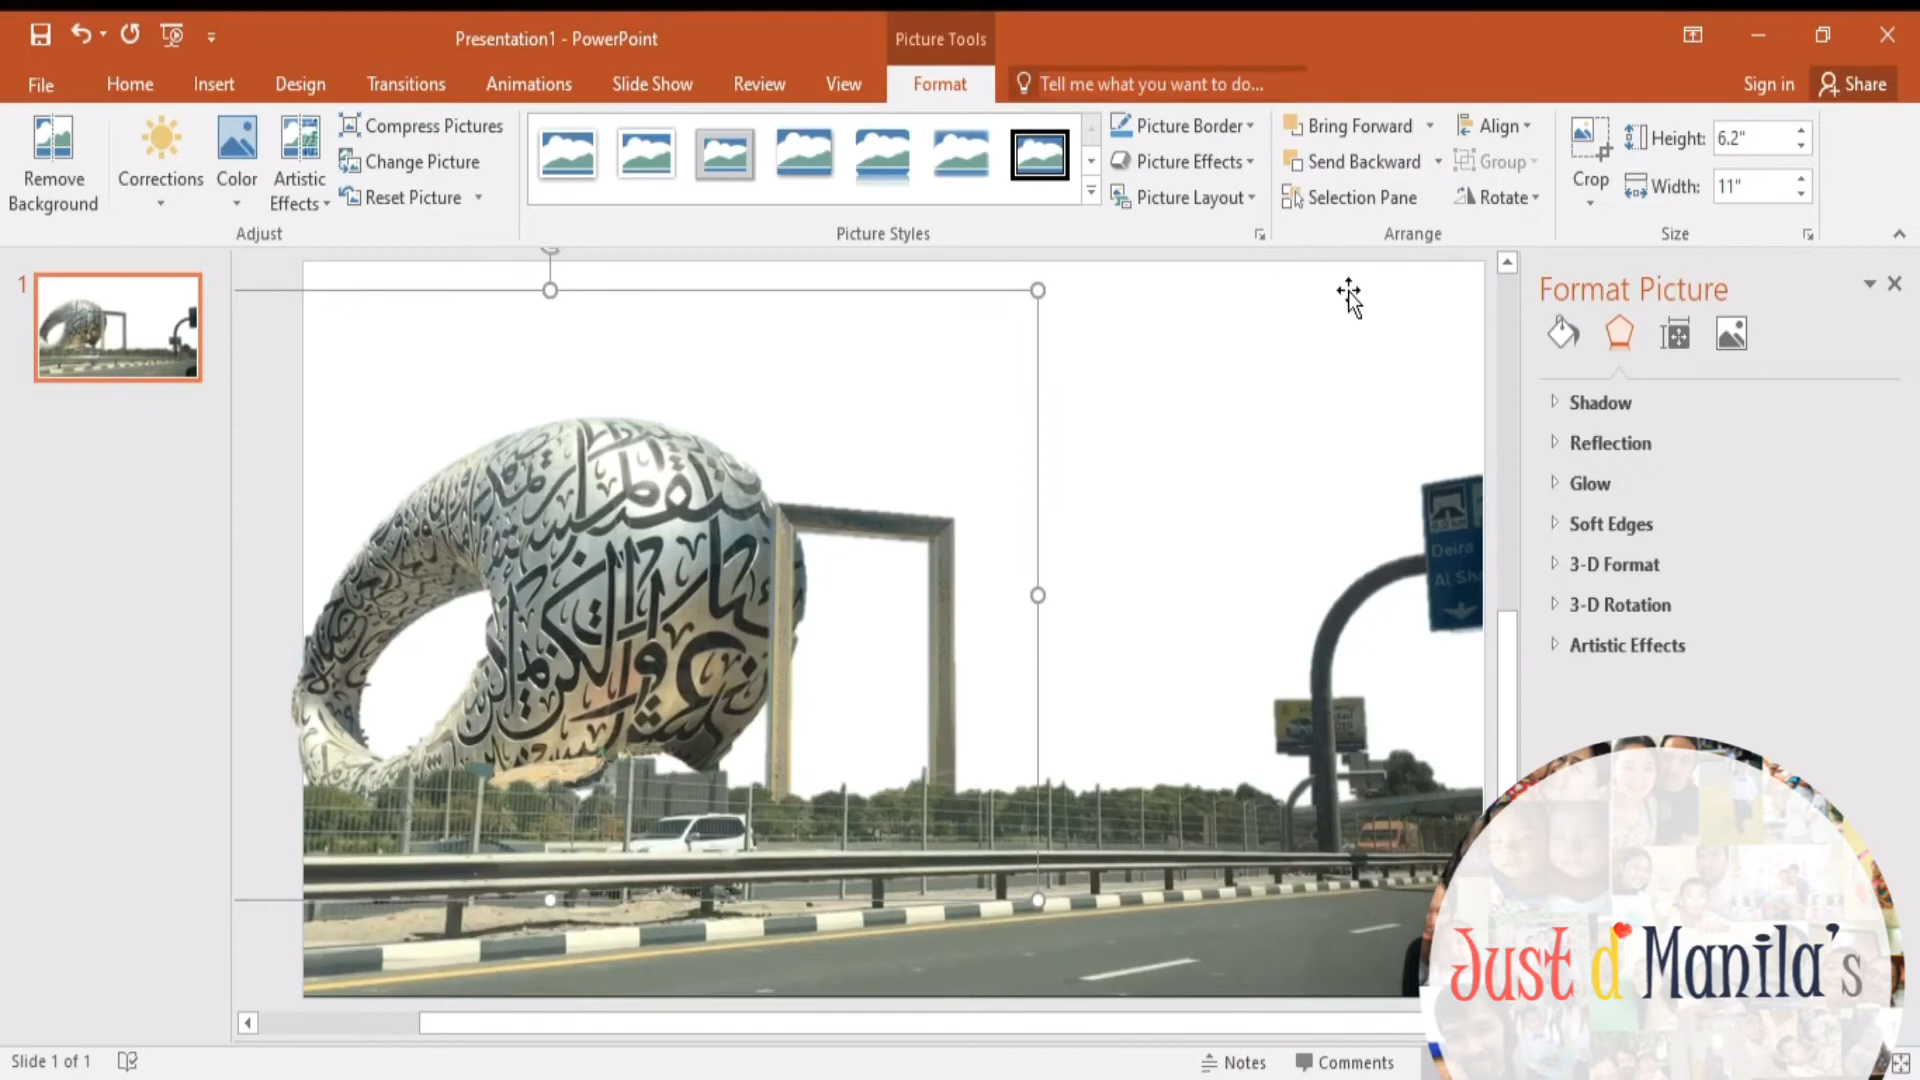 Presentation1 - PowerPoint
Picture Tools
File
Home
Insert
Design
Transitions
Animations
Slide Show
Review
View
Format
Tell me what you want to do...
Sign in
Share
Remove Background
Corrections
Color
Artistic Effects
Compress Pictures
Change Picture
Reset Picture
Adjust
Picture Styles
Picture Border
Picture Effects
Picture Layout
Bring Forward
Send Backward
Selection Pane
Align
Group
Rotate
Arrange
Crop
Height: 6.2"
Width: 11"
Size
1
Format Picture
Shadow
Reflection
Glow
Soft Edges
3-D Format
3-D Rotation
Artistic Effects
Deira
Just d Manila's
Slide 1 of 1
Notes
Comments